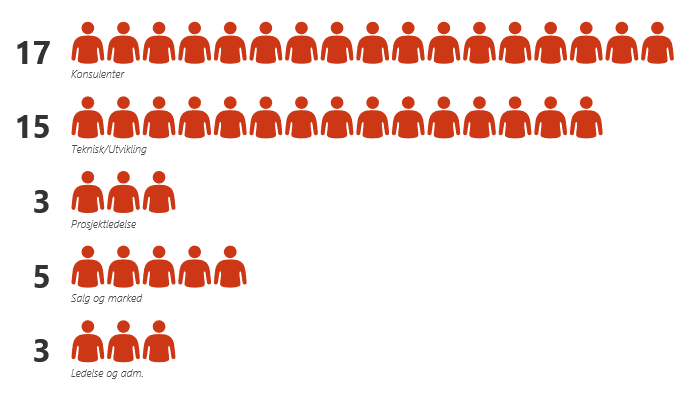 17
Konsulenter
15
Teknisk/Utvikling
3
Prosjektledelse
5
Salg og marked
3
Ledelse og adm.